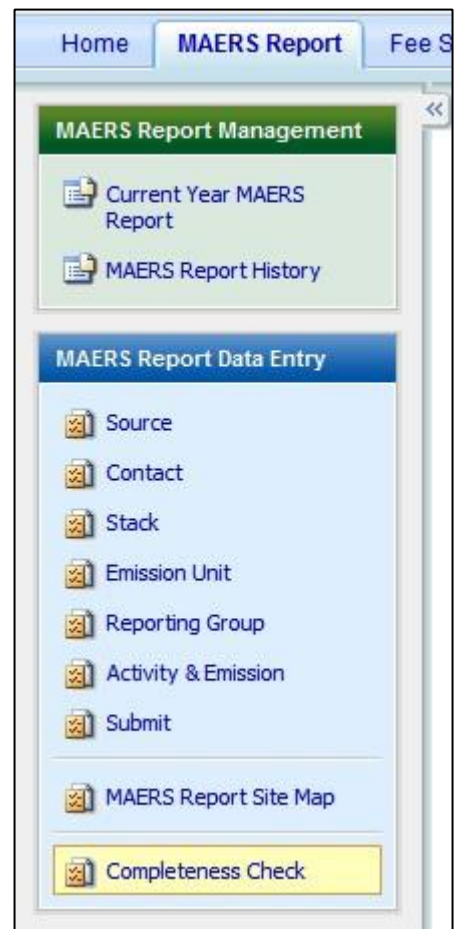 Home MAERS Report Fee S
MAERS Report Management
Current Year MAERS
Report
MAERS Report History
MAERS Report Data Entry
Source
Contact
Stack
Emission Unit
Reporting Group
Activity & Emission
Submit
MAERS Report Site Map
Completeness Check